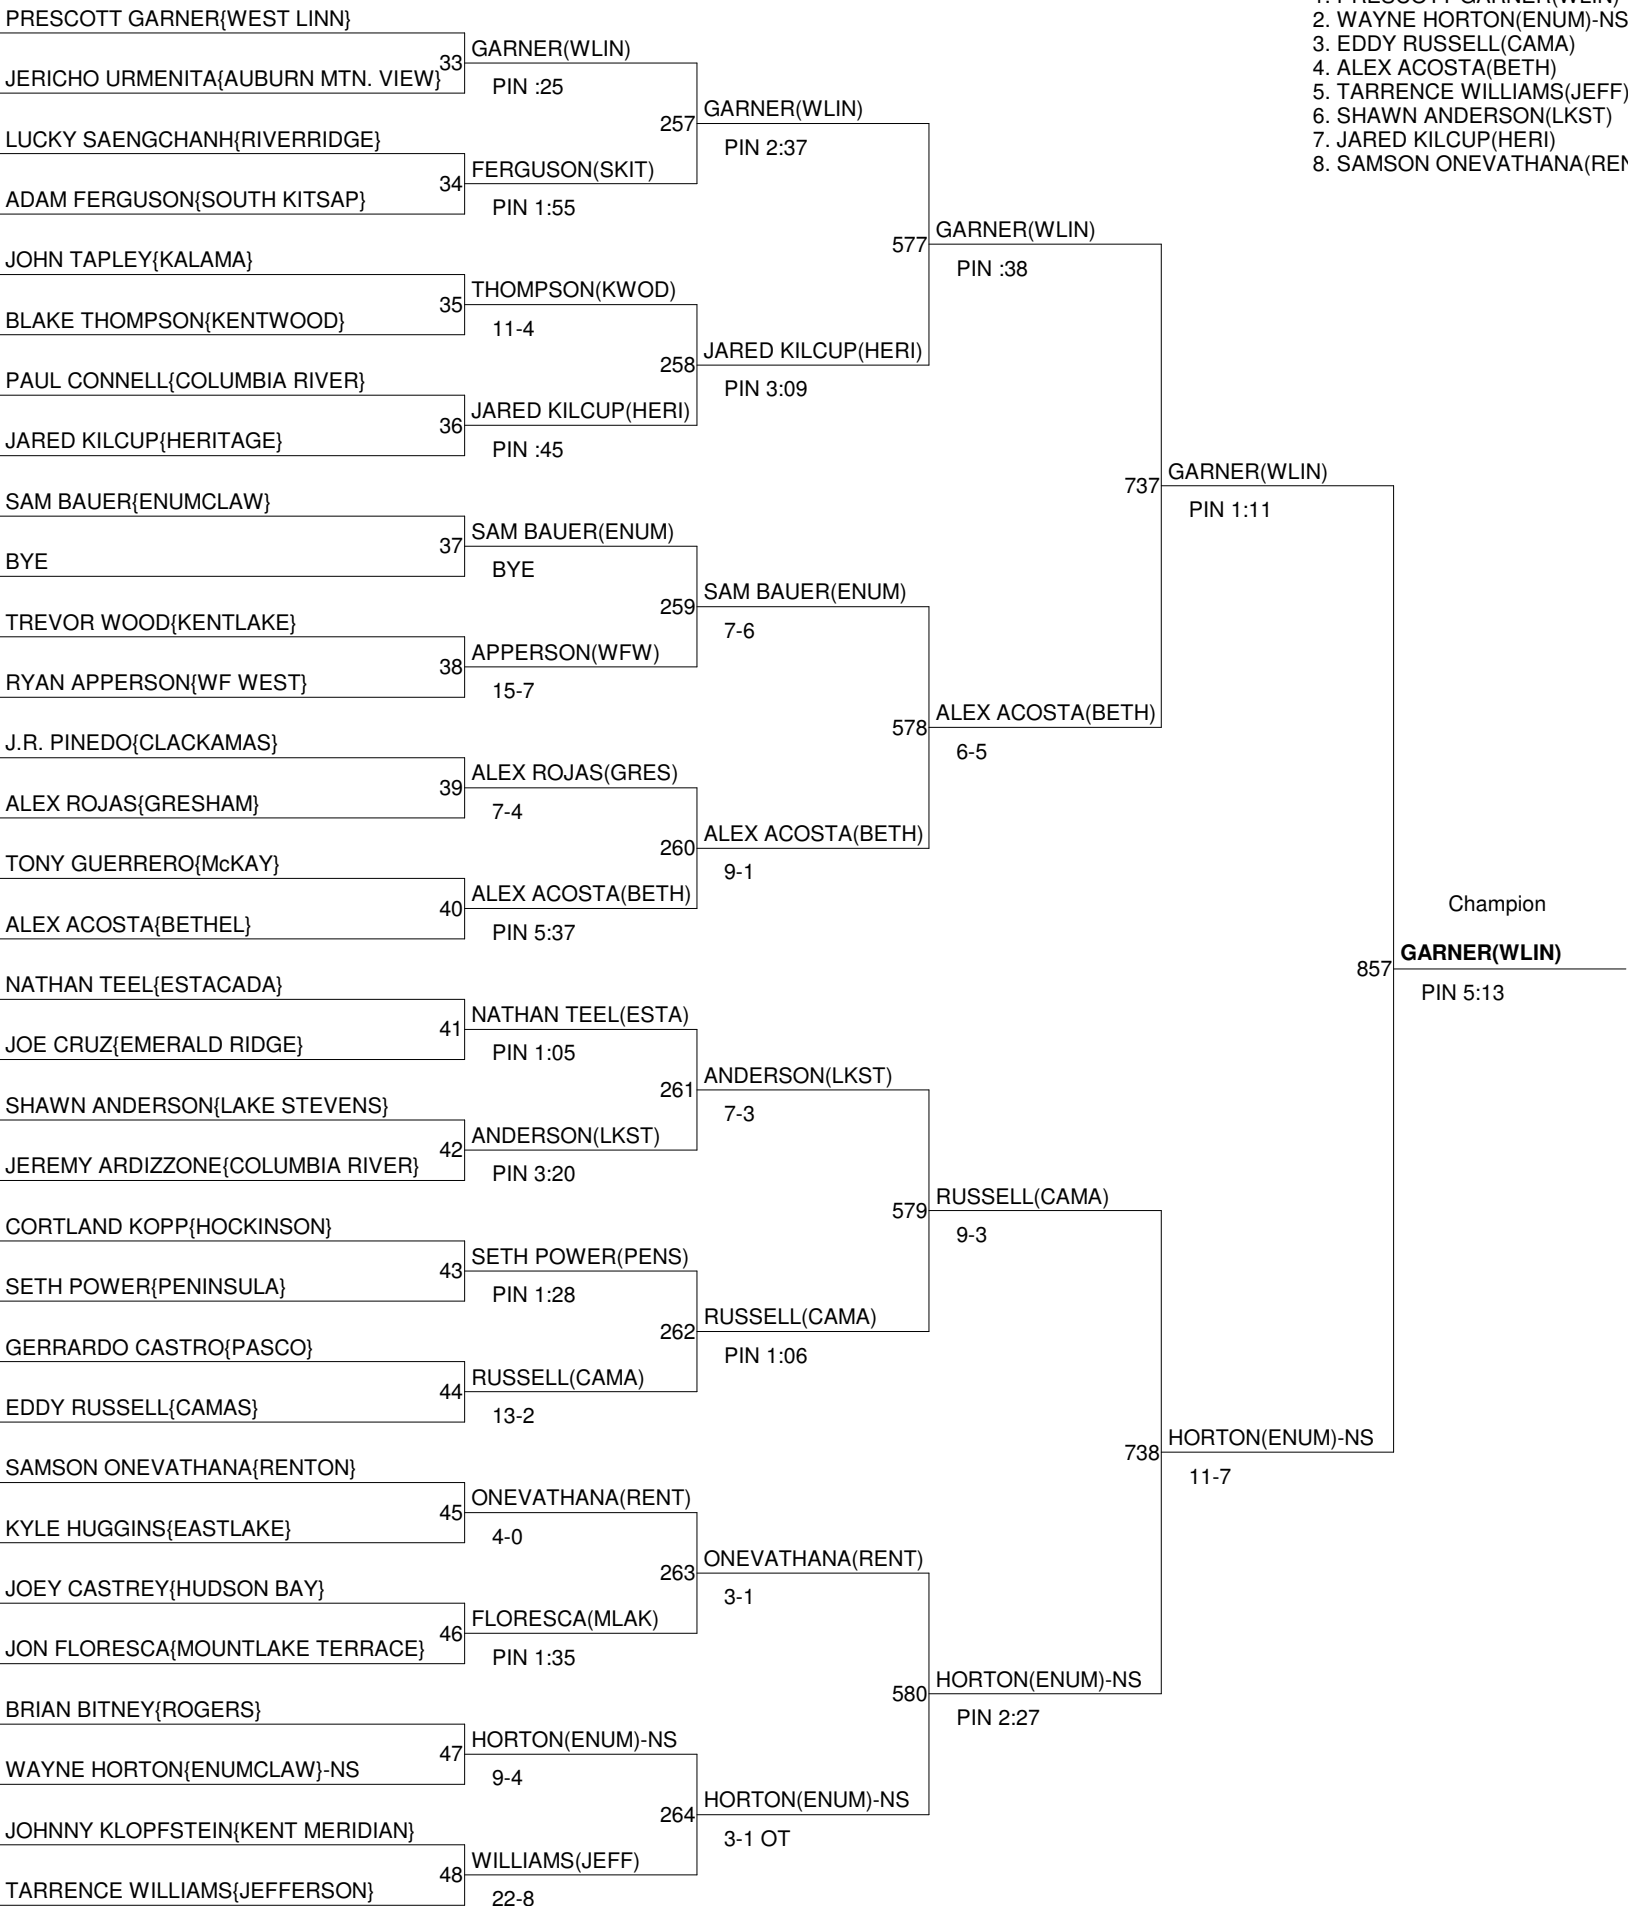 1. PRESCOTT GARNER(WLIN)
2. WAYNE HORTON(ENUM)-NS
3. EDDY RUSSELL(CAMA)
4. ALEX ACOSTA(BETH)
5. TARRENCE WILLIAMS(JEFF)
6. SHAWN ANDERSON(LKST)
7. JARED KILCUP(HERI)
8. SAMSON ONEVATHANA(REN
PRESCOTT GARNER{WEST LINN}
JERICHO URMENITA{AUBURN MTN. VIEW}
LUCKY SAENGCHANH{RIVERRIDGE}
ADAM FERGUSON{SOUTH KITSAP}
JOHN TAPLEY{KALAMA}
BLAKE THOMPSON{KENTWOOD}
PAUL CONNELL{COLUMBIA RIVER}
JARED KILCUP{HERITAGE}
SAM BAUER{ENUMCLAW}
BYE
TREVOR WOOD{KENTLAKE}
RYAN APPERSON{WF WEST}
J.R. PINEDO{CLACKAMAS}
ALEX ROJAS{GRESHAM}
TONY GUERRERO{McKAY}
ALEX ACOSTA{BETHEL}
NATHAN TEEL{ESTACADA}
JOE CRUZ{EMERALD RIDGE}
SHAWN ANDERSON{LAKE STEVENS}
JEREMY ARDIZZONE{COLUMBIA RIVER}
CORTLAND KOPP{HOCKINSON}
SETH POWER{PENINSULA}
GERRARDO CASTRO{PASCO}
EDDY RUSSELL{CAMAS}
SAMSON ONEVATHANA{RENTON}
KYLE HUGGINS{EASTLAKE}
JOEY CASTREY{HUDSON BAY}
JON FLORESCA{MOUNTLAKE TERRACE}
BRIAN BITNEY{ROGERS}
WAYNE HORTON{ENUMCLAW}-NS
JOHNNY KLOPFSTEIN{KENT MERIDIAN}
TARRENCE WILLIAMS{JEFFERSON}
33 GARNER(WLIN)
PIN :25
34 FERGUSON(SKIT)
PIN 1:55
35 THOMPSON(KWOD)
11-4
36 JARED KILCUP(HERI)
PIN :45
37 SAM BAUER(ENUM)
BYE
38 APPERSON(WFW)
15-7
39 ALEX ROJAS(GRES)
7-4
40 ALEX ACOSTA(BETH)
PIN 5:37
41 NATHAN TEEL(ESTA)
PIN 1:05
42 ANDERSON(LKST)
PIN 3:20
43 SETH POWER(PENS)
PIN 1:28
44 RUSSELL(CAMA)
13-2
45 ONEVATHANA(RENT)
4-0
46 FLORESCA(MLAK)
PIN 1:35
47 HORTON(ENUM)-NS
9-4
48 WILLIAMS(JEFF)
22-8
257 GARNER(WLIN)
PIN 2:37
258 JARED KILCUP(HERI)
PIN 3:09
259 SAM BAUER(ENUM)
7-6
260 ALEX ACOSTA(BETH)
9-1
261 ANDERSON(LKST)
7-3
262 RUSSELL(CAMA)
PIN 1:06
263 ONEVATHANA(RENT)
3-1
264 HORTON(ENUM)-NS
3-1 OT
577 GARNER(WLIN)
PIN :38
578 ALEX ACOSTA(BETH)
6-5
579 RUSSELL(CAMA)
9-3
580 HORTON(ENUM)-NS
PIN 2:27
737 GARNER(WLIN)
PIN 1:11
738 HORTON(ENUM)-NS
11-7
Champion
857 GARNER(WLIN)
PIN 5:13